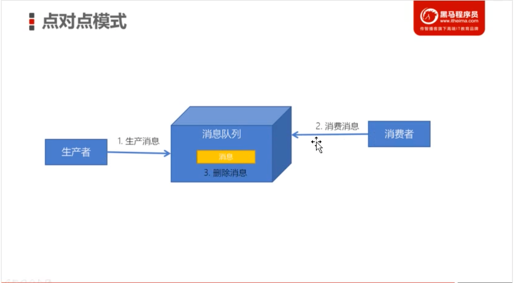 点对点模式
黑马程序员
www.itheima.com
消息队列
1. 生产消息
2. 消费消息
生产者
消费者
消息
3. 删除消息